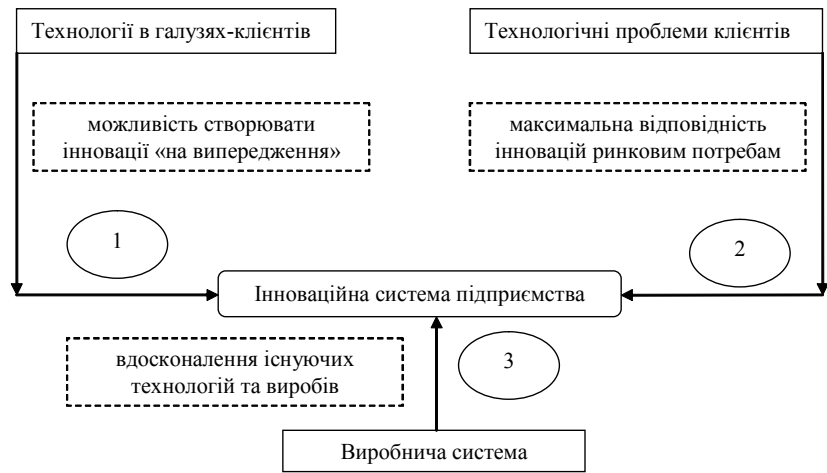 Технології в галузях-клієнтів
Технологічні проблеми клієнтів
можливість створювати
інновації «на випередження»
максимальна відповідність
інновацій ринковим потребам
1
2
Інноваційна система підприємства
вдосконалення існуючих
технологій та виробів
3
Виробнича система